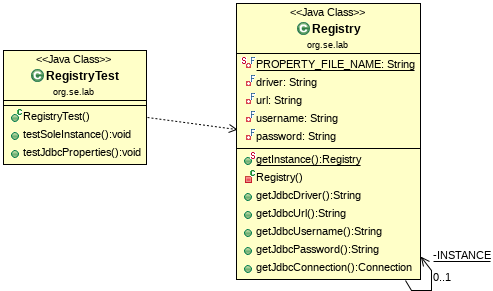 <<Java Class>>
RegistryTest
org.se.lab
RegistryTest()
testSoleInstance():void
testJdbcProperties():void
<<Java Class>>
Registry
org.se.lab
PROPERTY_FILE_NAME: String
driver: String
url: String
username: String
password: String
getInstance():Registry
Registry()
getJdbcDriver():String
getJdbcUrl():String
getJdbcUsername():String
getJdbcPassword():String
getJdbcConnection():Connection
-INSTANCE
0..1